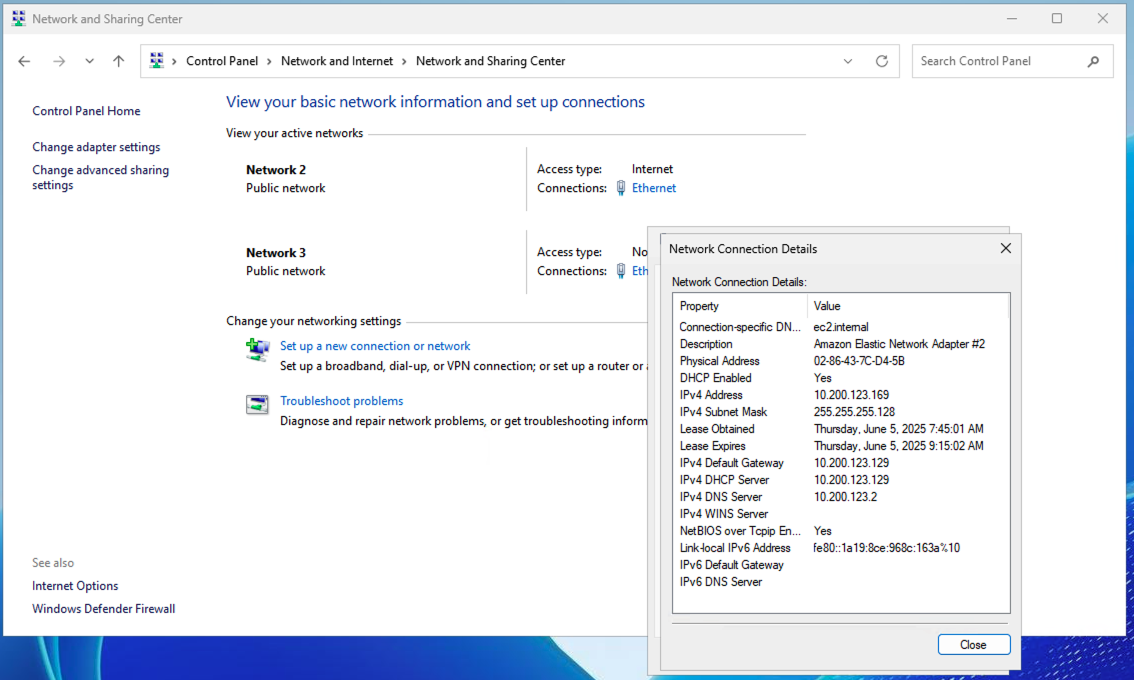 Network and Sharing Center
Control Panel > Network and Internet > Network and Sharing Center
Search Control Panel
Control Panel Home
Change adapter settings
Change advanced sharing
settings
See also
Internet Options
Windows Defender Firewall
View your basic network information and set up connections
View your active networks
Network 2
Public network
Access type: Internet
Connections: Ethernet
Network 3
Public network
Access type: No
Connections: Eth
Change your networking settings
Set up a new connection or network
Set up a broadband, dial-up, or VPN connection; or set up a router or
Troubleshoot problems
Diagnose and repair network problems, or get troubleshooting inform
Network Connection Details
Network Connection Details:
Property Value
Connection-specific DN... ec2.internal
Description Amazon Elastic Network Adapter #2
Physical Address 02-86-43-7C-D4-5B
DHCP Enabled Yes
IPv4 Address 10.200.123.169
IPv4 Subnet Mask 255.255.255.128
Lease Obtained Thursday, June 5, 2025 7:45:01 AM
Lease Expires Thursday, June 5, 2025 9:15:02 AM
IPv4 Default Gateway 10.200.123.129
IPv4 DHCP Server 10.200.123.129
IPv4 DNS Server 10.200.123.2
IPv4 WINS Server
NetBIOS over Tcpip En... Yes
Link-local IPv6 Address fe80::1a19:8ce:968c:163a%10
IPv6 Default Gateway
IPv6 DNS Server
Close